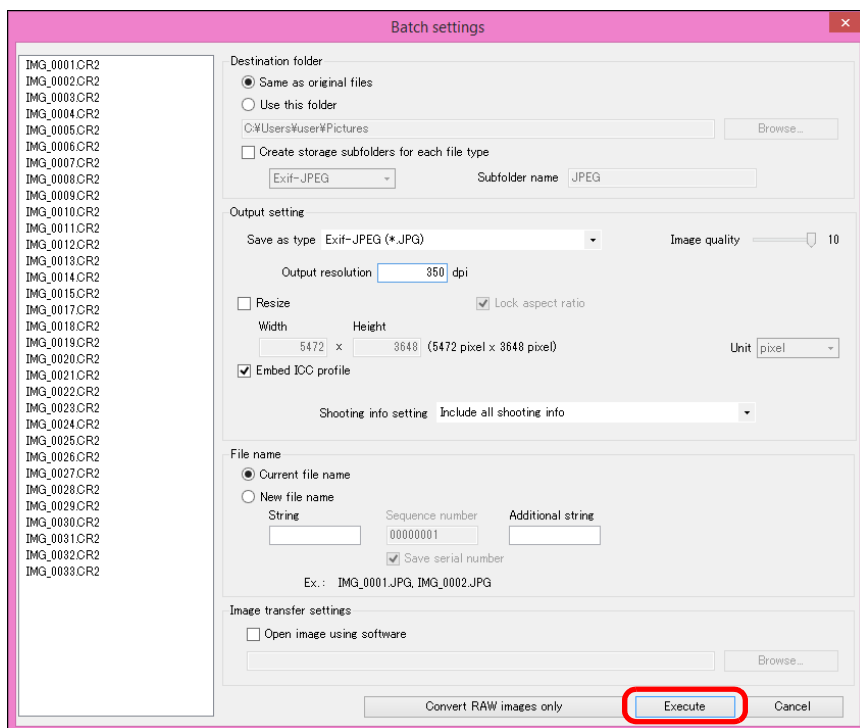 Batch settings
IMG_0001.CR2
IMG_0002.CR2
IMG_0003.CR2
IMG_0004.CR2
IMG_0005.CR2
IMG_0006.CR2
IMG_0007.CR2
IMG_0008.CR2
IMG_0009.CR2
IMG_0010.CR2
IMG_0011.CR2
IMG_0012.CR2
IMG_0013.CR2
IMG_0014.CR2
IMG_0015.CR2
IMG_0017.CR2
IMG_0018.CR2
IMG_0019.CR2
IMG_0020.CR2
IMG_0021.CR2
IMG_0022.CR2
IMG_0023.CR2
IMG_0024.CR2
IMG_0025.CR2
IMG_0026.CR2
IMG_0027.CR2
IMG_0028.CR2
IMG_0029.CR2
IMG_0030.CR2
IMG_0031.CR2
IMG_0032.CR2
IMG_0033.CR2
Destination folder
Same as original files
Use this folder
C:¥Users¥user¥Pictures Browse...
Create storage subfolders for each file type
Exif-JPEG Subfolder name JPEG
Output setting
Save as type Exif-JPEG (*.JPG) Image quality 10
Output resolution 350 dpi
Resize Lock aspect ratio
Width Height
5472 x 3648 (5472 pixel x 3648 pixel) Unit pixel
Embed ICC profile
Shooting info setting Include all shooting info
File name
Current file name
New file name
String Sequence number Additional string
00000001
Save serial number
Ex.: IMG_0001.JPG, IMG_0002.JPG
Image transfer settings
Open image using software
Browse...
Convert RAW images only Execute Cancel